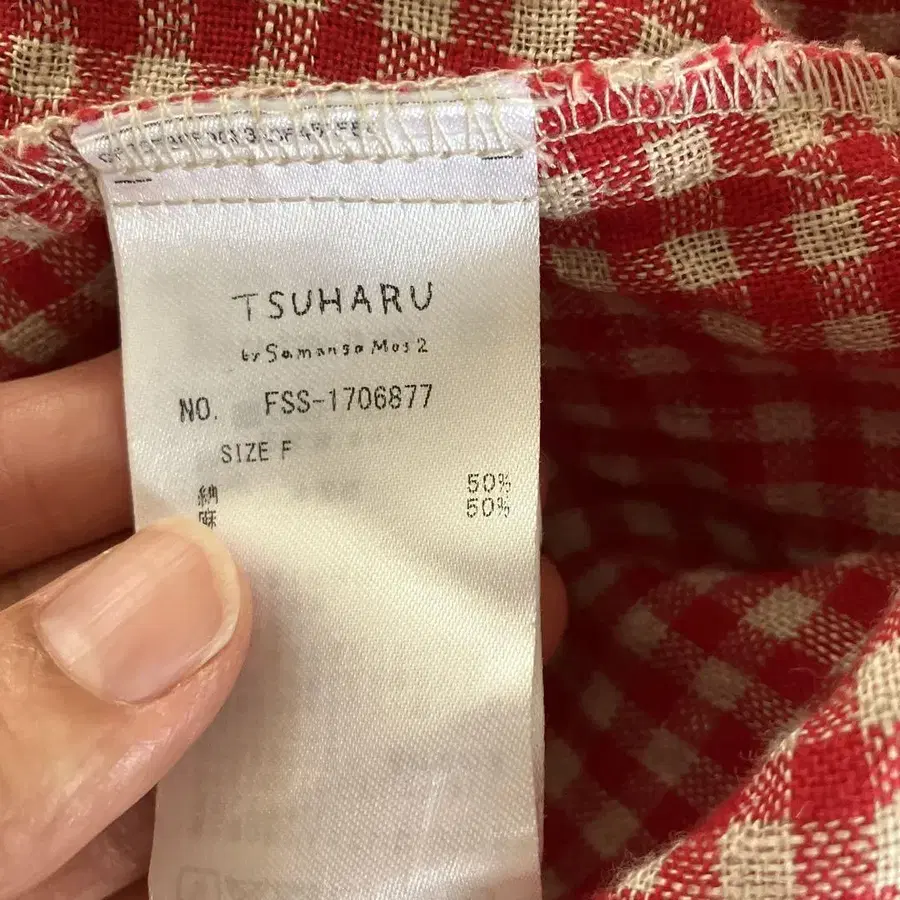 TSUHARU
by Samansa Mos2
NO. FSS-1706877
SIZE F
綿 50%
麻 50%